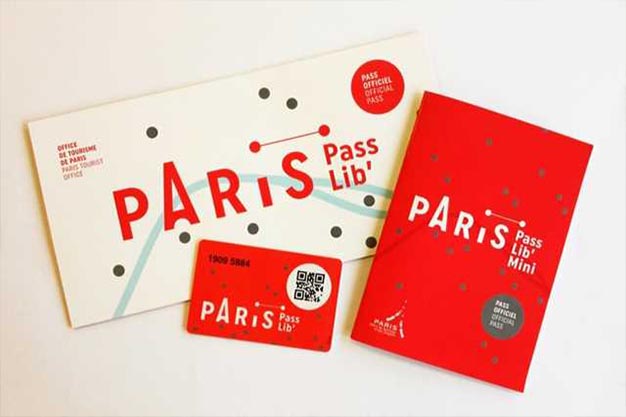 PASS
OFFICIEL
OFFICIAL
PASS
OFFICE
DE TOURISME
DE PARIS
PARIS TOURIST
OFFICE
PARIS Pass
Lib'
1909 5884
PARIS Pass
Lib'
PARIS Pass
Lib'
Mini
PASS
OFFICIEL
OFFICIAL
PASS
PARIS